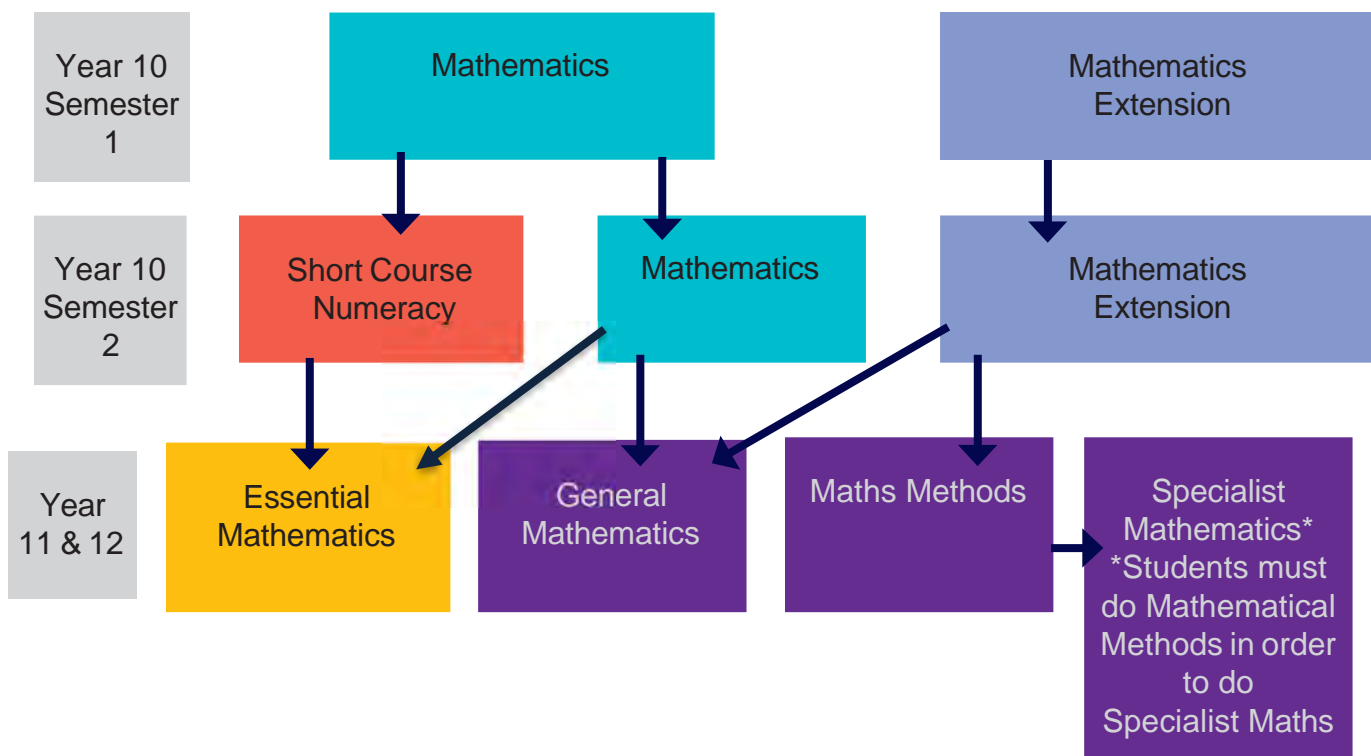 Year 10
Semester
1
Mathematics
Mathematics
Extension
Year 10
Semester
2
Short Course
Numeracy
Mathematics
Mathematics
Extension
Year
11 & 12
Essential
Mathematics
General
Mathematics
Maths Methods
Specialist
Mathematics*
*Students must
do Mathematical
Methods in order
to do
Specialist Maths